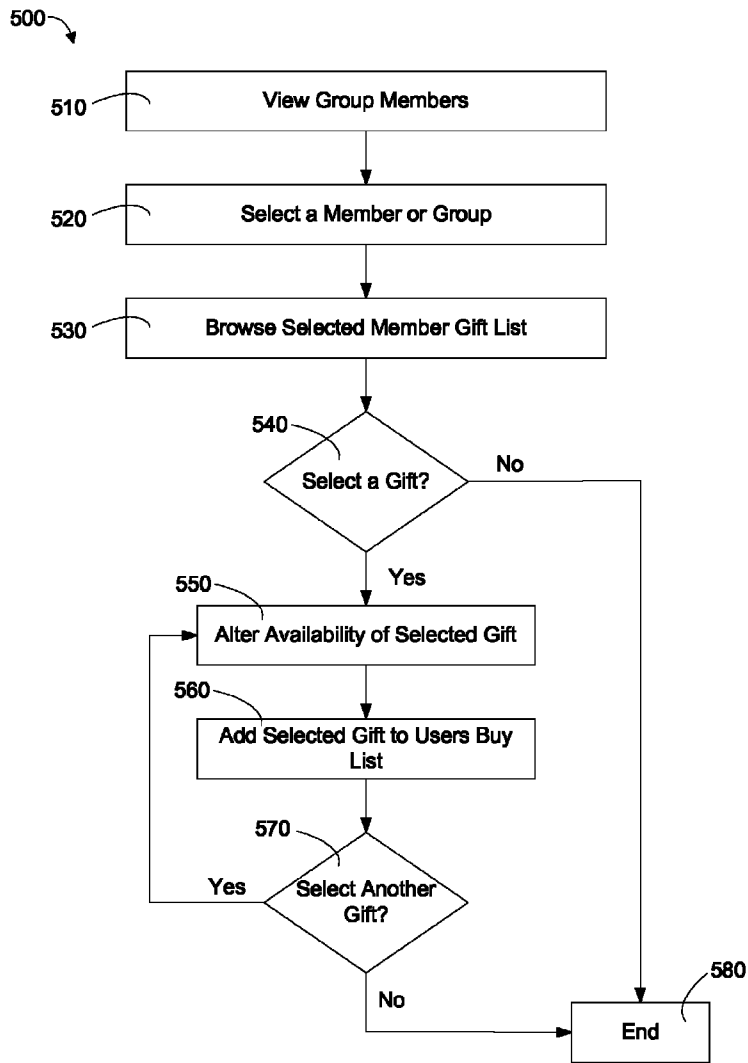 500
View Group Members
510
Select a Member or Group
520
Browse Selected Member Gift List
530
540
Select a Gift?
No
Yes
550
Alter Availability of Selected Gift
560
Add Selected Gift to Users Buy
List
570
Select Another
Gift?
Yes
No
580
End